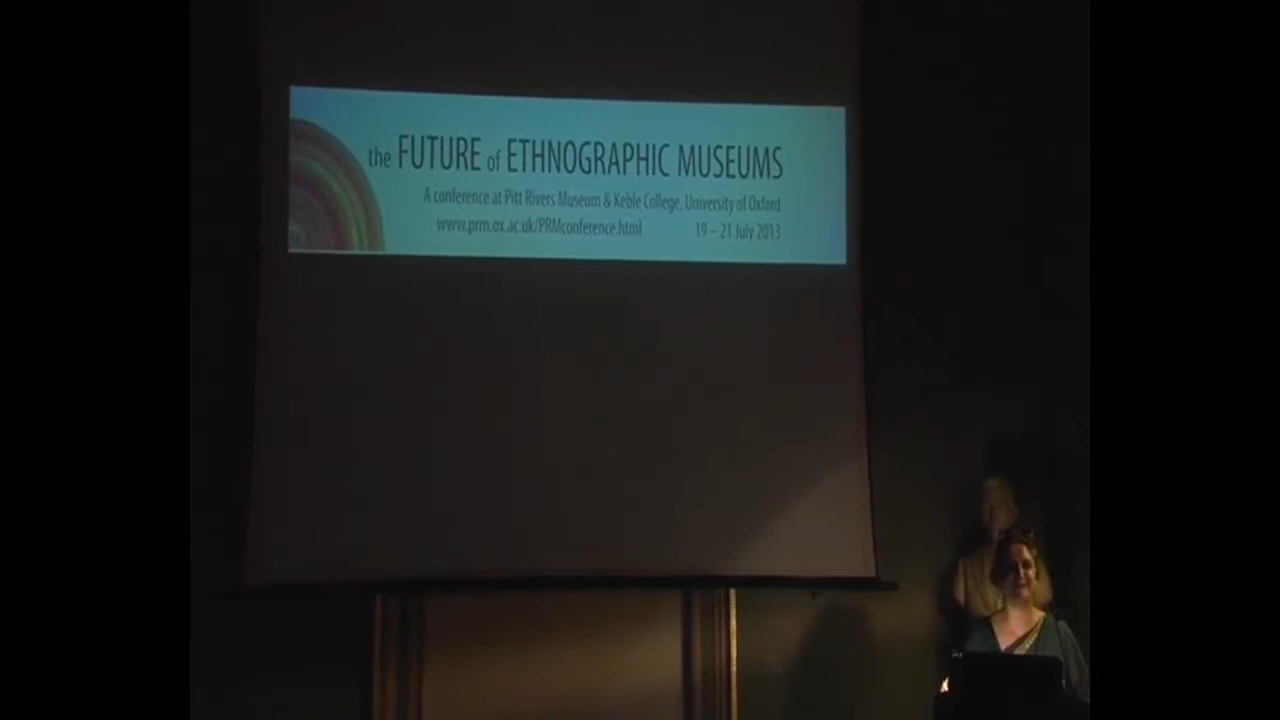 the FUTURE of ETHNOGRAPHIC MUSEUMS
A conference at Pitt Rivers Museum & Keble College, University of Oxford
www.prm.ox.ac.uk/PRMconference.html 19 – 21 July 2013